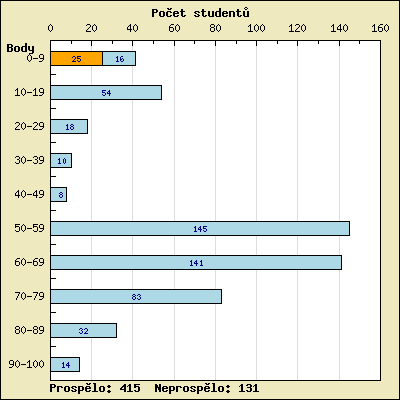 Počet studentů
0 20 40 60 80 100 120 140 160
Body
0-9 25 16
10-19 54
20-29 18
30-39 10
40-49 8
50-59 145
60-69 141
70-79 83
80-89 32
90-100 14
Prospělo: 415 Neprospělo: 131